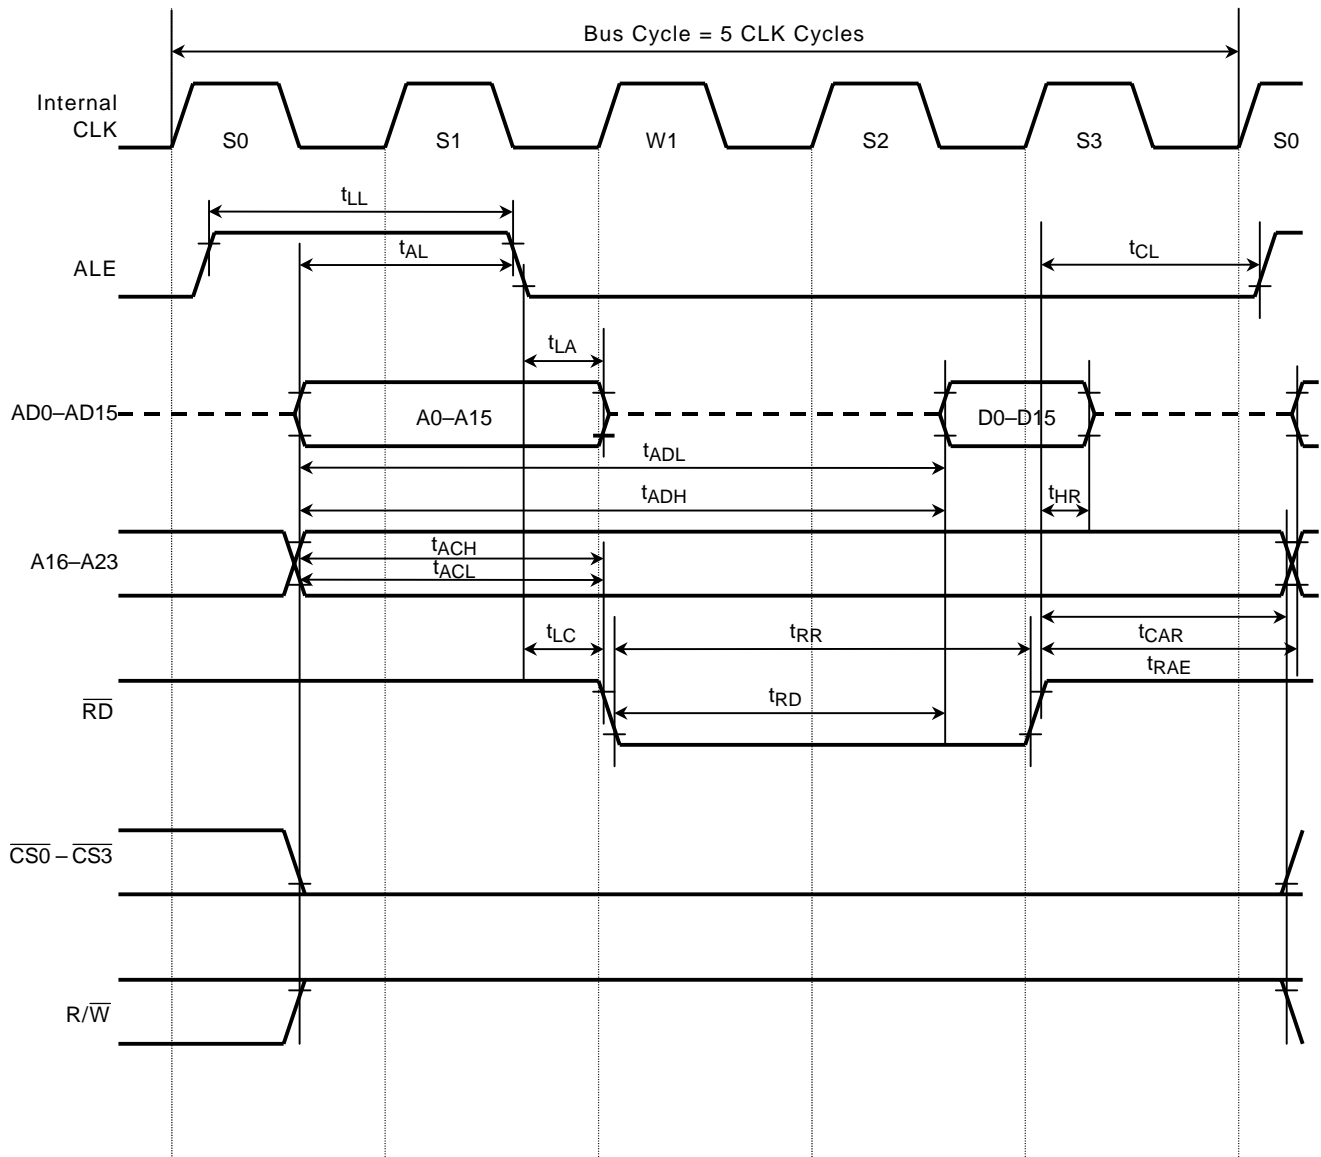 Bus Cycle = 5 CLK Cycles
Internal
CLK
S0 S1 W1 S2 S3 S0
tLL
ALE
tAL
tCL
tLA
AD0–AD15
A0–A15
D0–D15
tADL
tADH
tHR
A16–A23
tACH
tACL
tLC
tRR
tCAR
tRAE
RD
tRD
CS0 – CS3
R/W